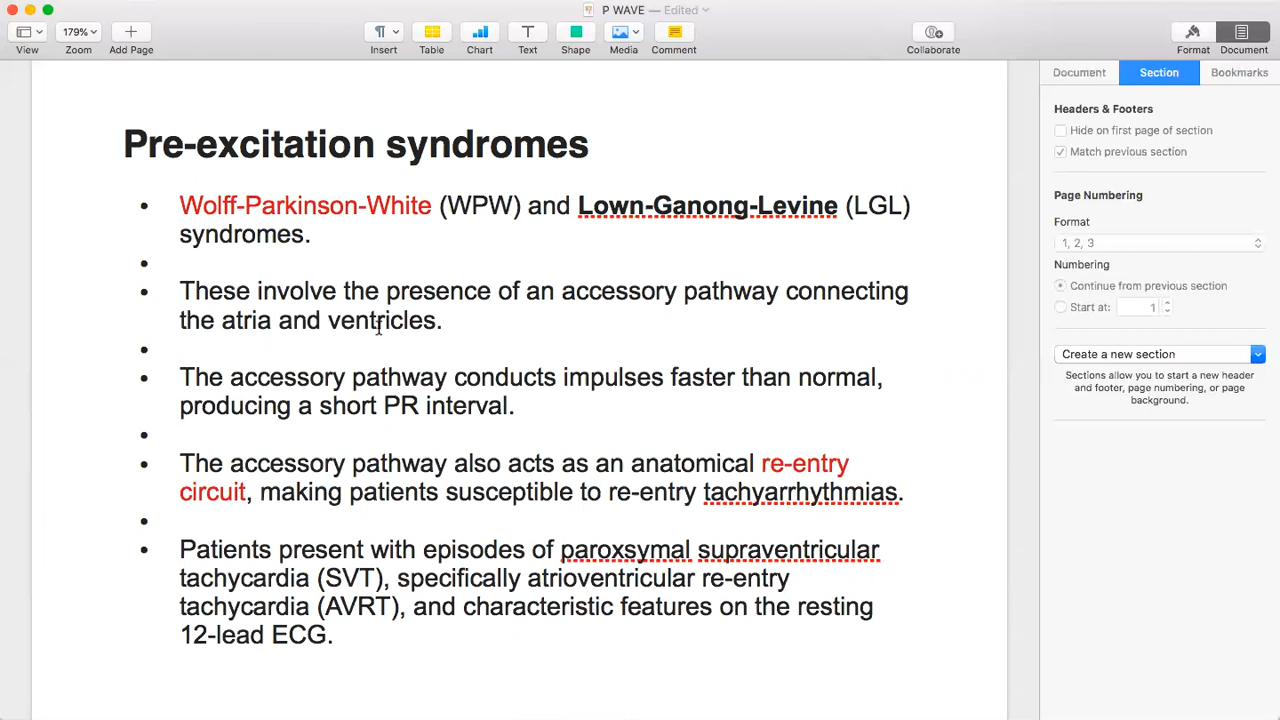 P WAVE — Edited
View
179%
Zoom
Add Page
Insert
Table
Chart
Text
Shape
Media
Comment
Collaborate
Format
Document
Document
Section
Bookmarks
Pre-excitation syndromes
• Wolff-Parkinson-White (WPW) and Lown-Ganong-Levine (LGL)
syndromes.
•
• These involve the presence of an accessory pathway connecting
the atria and ventricles.
•
• The accessory pathway conducts impulses faster than normal,
producing a short PR interval.
•
• The accessory pathway also acts as an anatomical re-entry
circuit, making patients susceptible to re-entry tachyarrhythmias.
•
• Patients present with episodes of paroxsymal supraventricular
tachycardia (SVT), specifically atrioventricular re-entry
tachycardia (AVRT), and characteristic features on the resting
12-lead ECG.
Headers & Footers
Hide on first page of section
Match previous section
Page Numbering
Format
1, 2, 3
Numbering
Continue from previous section
Start at: 1
Create a new section
Sections allow you to start a new header
and footer, page numbering, or page
background.